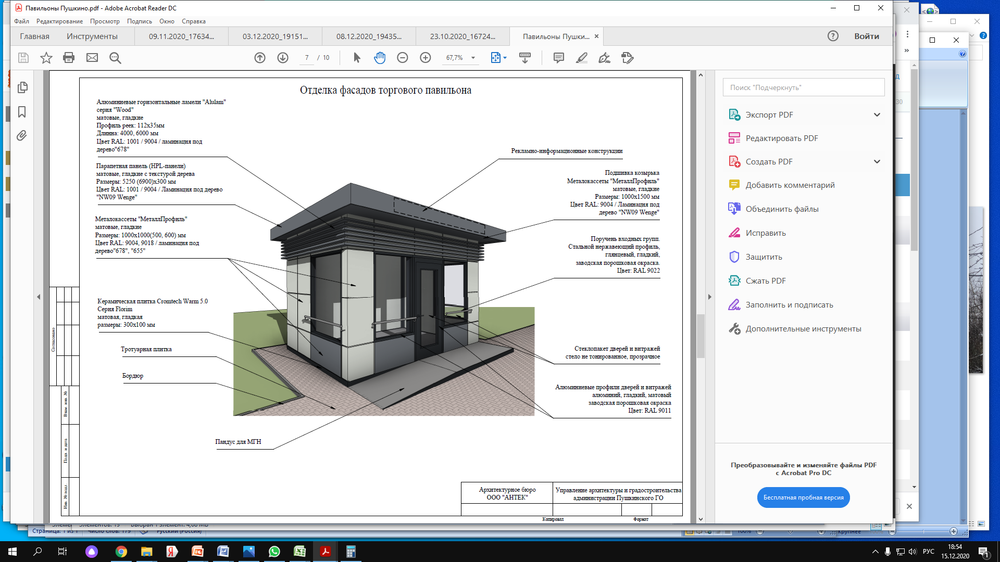 Павильоны Пушкино.pdf - Adobe Acrobat Reader DC
Файл Редактирование Просмотр Подпись Окно Справка
Главная Инструменты 09.11.2020_17634... 03.12.2020_19151... 08.12.2020_19435... 23.10.2020_16724... Павильоны Пушки... Войти
7 / 10 67,7%
Отделка фасадов торгового павильона
Алюминиевые горизонтальные ламели "Alulam"
серия "Wood"
матовые, гладкие
Профиль реек: 112х35мм
Длинна: 4000, 6000 мм
Цвет RAL: 1001 / 9004 / ламинация под
дерево"678"
Парапетная панель (HPL-панели)
матовые, гладкие с текстурой дерева
Размеры: 5250 (6900)х300 мм
Цвет RAL: 1001 / 9004 / Ламинация под дерево
"NW09 Wenge"
Металокассеты "МеталлПрофиль"
матовые, гладкие
Размеры: 1000х1000(500, 600) мм
Цвет RAL: 9004, 9018 / ламинация под
дерево"678", "655"
Керамическая плитка Cromtech Warm 5.0
Серия Florim
матовая, гладкая
размеры: 300х100 мм
Тротуарная плитка
Бордюр
Пандус для МГН
Рекламно-информационные конструкции
Подшивка козырька
Металокассеты "МеталлПрофиль"
матовые, гладкие
Размеры: 1000х1500 мм
Цвет RAL: 9004 / Ламинация под
дерево "NW09 Wenge"
Поручень входных групп.
Стальной нержавеющий профиль,
глянцевый, гладкий,
заводская порошковая окраска.
Цвет: RAL 9022
Стеклопакет дверей и витражей
стело не тонированное, прозрачное
Алюминиевые профили дверей и витражей
алюминий, гладкий, матовый
заводская порошковая окраска
Цвет: RAL 9011
Согласовано
Взам. инв. №
Подп. и дата
Инв. № подл.
Архитектурное бюро
ООО "АНТЕК"
Управление архитектуры и градостроительства
администрации Пушкинского ГО
Копировал Формат
Поиск "Подчеркнуть"
Экспорт PDF
Редактировать PDF
Создать PDF
Добавить комментарий
Объединить файлы
Исправить
Защитить
Сжать PDF
Заполнить и подписать
Дополнительные инструменты
Преобразовывайте и изменяйте файлы PDF
с Acrobat Pro DC
Бесплатная пробная версия
30
Страница: 1 из 1 Число слов: 179 Русский (Россия) 100% Крупнее 100%
РУС
18:54
15.12.2020
1